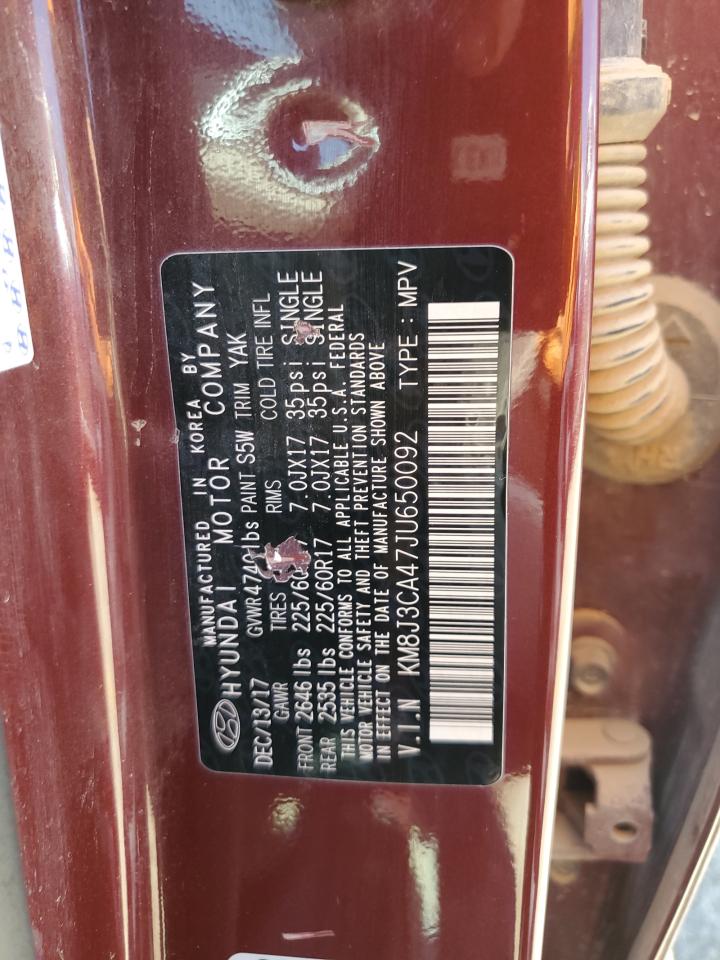 MANUFACTURED IN KOREA BY
HYUNDAI MOTOR COMPANY
DEC/13/17 GVWR 4740 lbs PAINT S5W TRIM YAK
GAWR TIRES RIMS COLD TIRE INFL
FRONT 2646 lbs 7.0JX17 35psi SINGLE
REAR 2535 lbs 225/60R17 7.0JX17 35psi SINGLE
THIS VEHICLE CONFORMS TO ALL APPLICABLE U.S.A. FEDERAL
MOTOR VEHICLE SAFETY AND THEFT PREVENTION STANDARDS
IN EFFECT ON THE DATE OF MANUFACTURE SHOWN ABOVE
V.I.N KM8J3CA47JU650092 TYPE : MPV